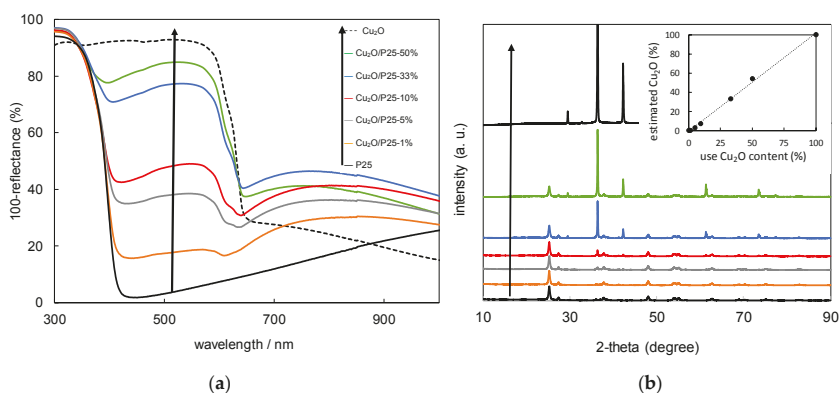 100
80
60
40
20
0
300
500
700
900
100-reflectance (%)
wavelength / nm
(a)
Cu₂O
Cu₂O/P25-50%
Cu₂O/P25-33%
Cu₂O/P25-10%
Cu₂O/P25-5%
Cu₂O/P25-1%
P25
(a)
intensity (a. u.)
10
30
50
70
90
2-theta (degree)
(b)
100
80
60
40
20
0
0
50
100
estimated Cu₂O (%)
use Cu₂O content (%)
(b)